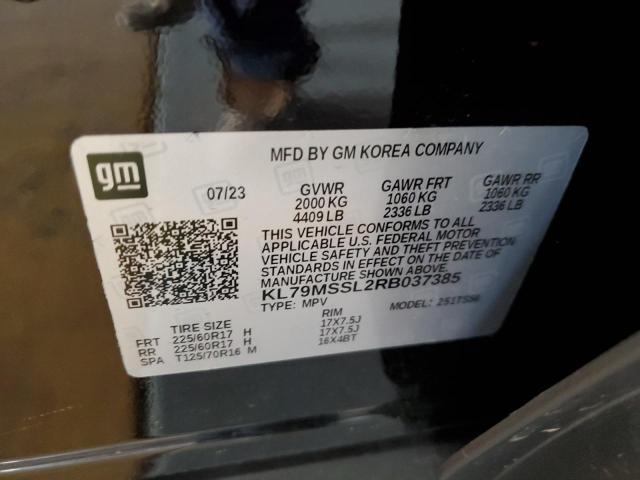 gm
MFD BY GM KOREA COMPANY
07/23
GVWR GAWR FRT GAWR RR
2000 KG 1060 KG 1060 KG
4409 LB 2336 LB 2336 LB
THIS VEHICLE CONFORMS TO ALL
APPLICABLE U.S. FEDERAL MOTOR
VEHICLE SAFETY AND THEFT PREVENTION
STANDARDS IN EFFECT ON THE DATE OF
MANUFACTURE SHOWN ABOVE.
KL79MSSL2RB037385
TYPE: MPV MODEL:
TIRE SIZE RIM
FRT 225/60R17 H 17X7.5J
RR 225/60R17 H 17X7.5J
SPA T125/70R16 M 16X4BT